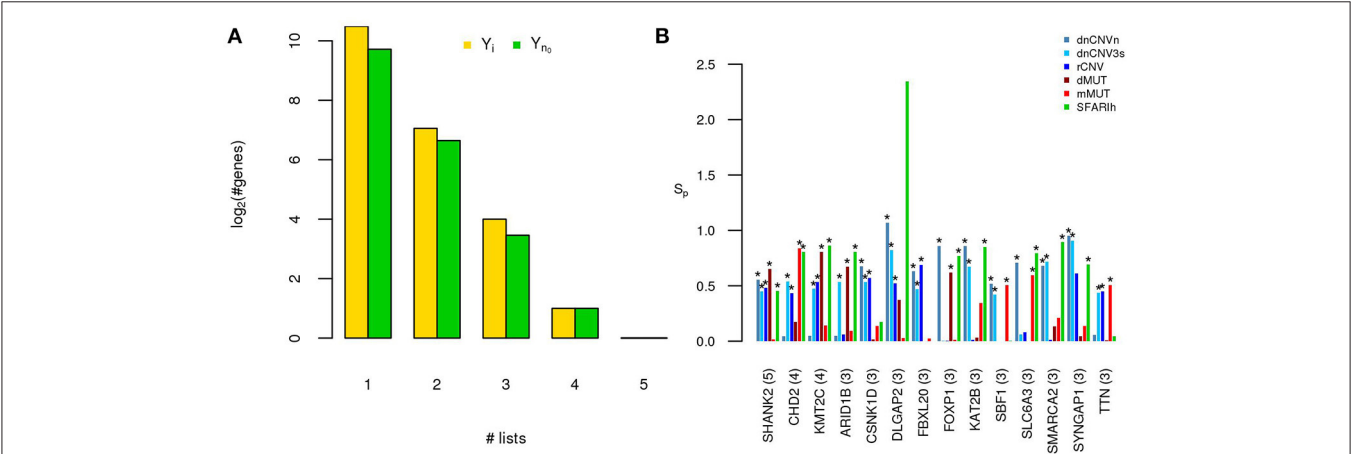 A
Yi Yn0
10
8
6
4
2
0
log2(#genes)
1 2 3 4 5
# lists
B
dnCNVn
dnCNV3s
rCNV
dMUT
mMUT
SFARIh
2.5
2.0
1.5
1.0
0.5
0.0
Sp
* * * * * * * * * * * * * * * * * * * * * * * * * * * * * * * * * * * * * * * * * * * * *
SHANK2 (5)
CHD2 (4)
KMT2C (4)
ARID1B (3)
CSNK1D (3)
DLGAP2 (3)
FBXL20 (3)
FOXP1 (3)
KAT2B (3)
SBF1 (3)
SLC6A3 (3)
SMARCA2 (3)
SYNGAP1 (3)
TTN (3)